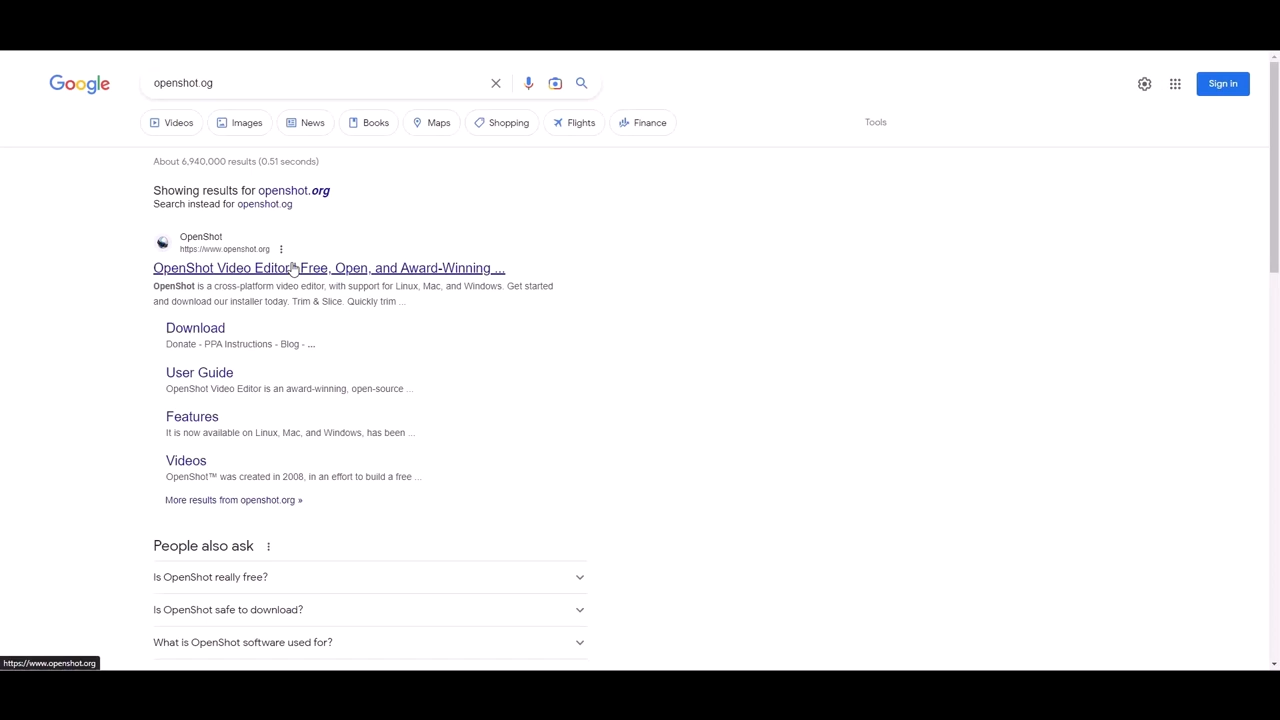 Google
openshot.og
Sign in
Videos
Images
News
Books
Maps
Shopping
Flights
Finance
Tools
About 6,940,000 results (0.51 seconds)
Showing results for openshot.org
Search instead for openshot.og
OpenShot
https://www.openshot.org
OpenShot Video Editor Free, Open, and Award-Winning ...
OpenShot is a cross-platform video editor, with support for Linux, Mac, and Windows. Get started
and download our installer today. Trim & Slice. Quickly trim ...
Download
Donate - PPA Instructions - Blog - ...
User Guide
OpenShot Video Editor is an award-winning, open-source ...
Features
It is now available on Linux, Mac, and Windows, has been ...
Videos
OpenShot™ was created in 2008, in an effort to build a free ...
More results from openshot.org »
People also ask
Is OpenShot really free?
Is OpenShot safe to download?
What is OpenShot software used for?
https://www.openshot.org